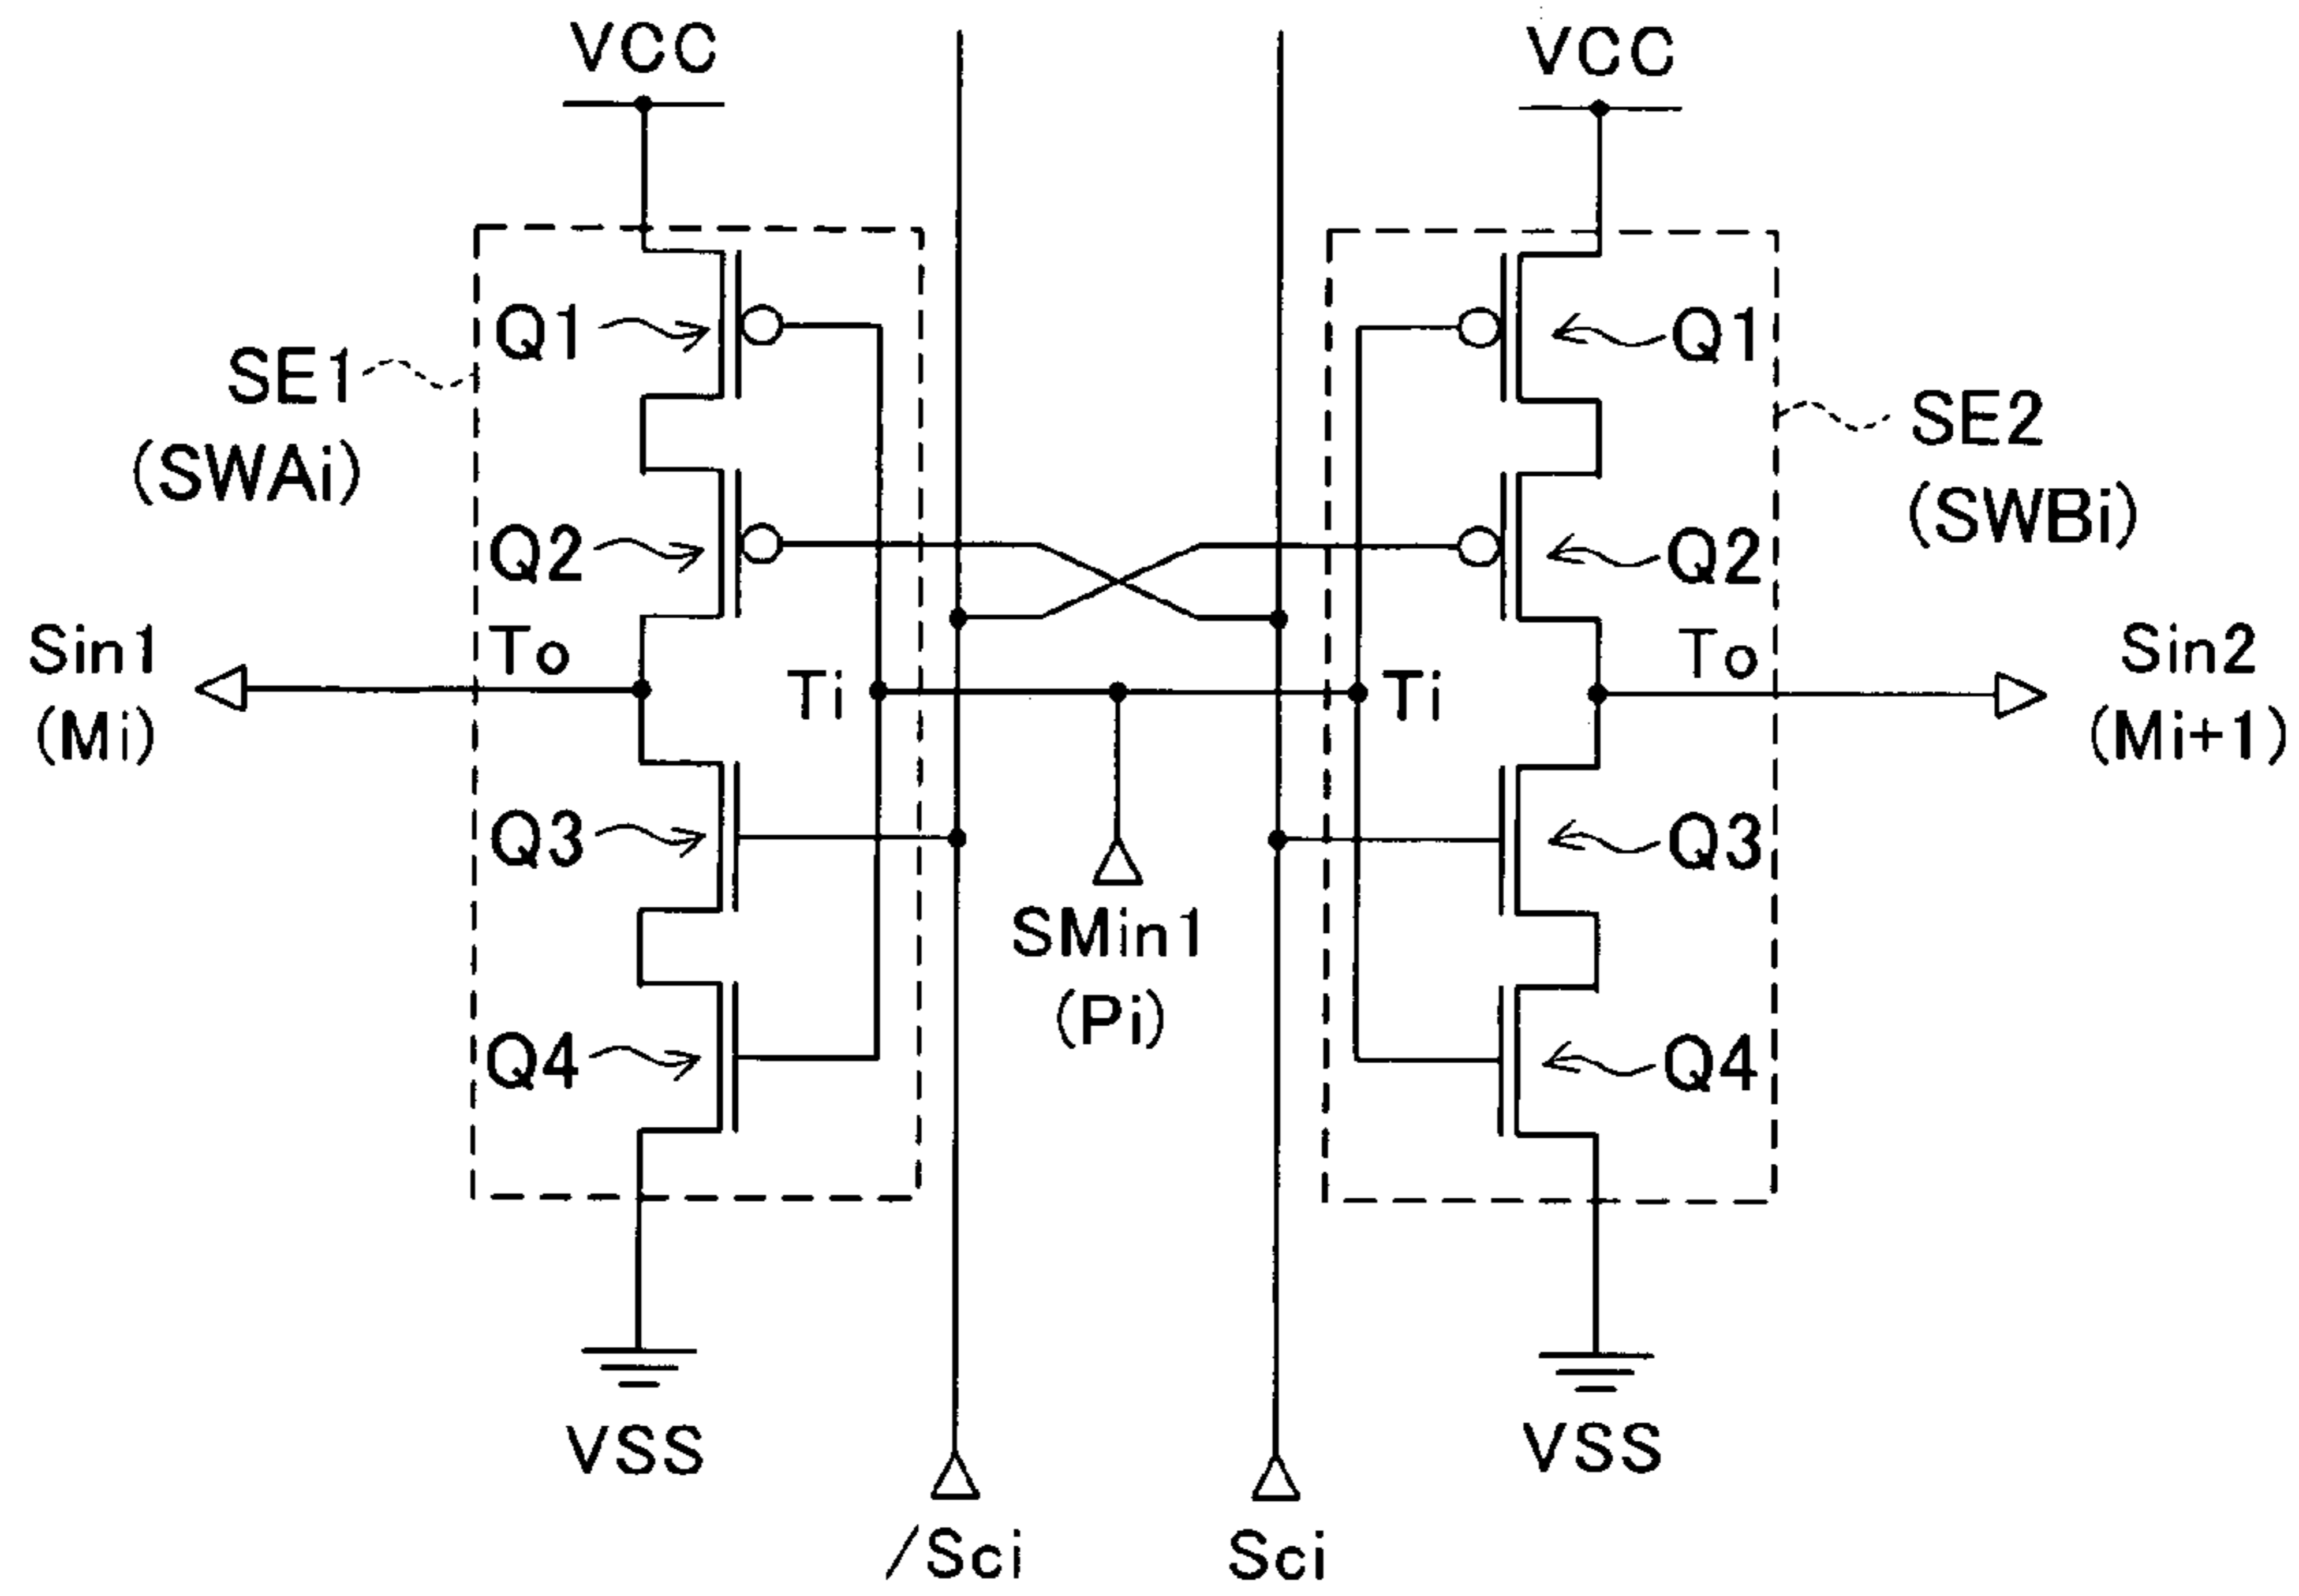 VCC
VCC
Q1
Q1
SE1
(SWAi)
SE2
(SWBi)
Q2
Q2
Sin1
(Mi)
To
Ti
Ti
To
Sin2
(Mi+1)
Q3
Q3
SMin1
(Pi)
Q4
Q4
VSS
VSS
/Sci
Sci